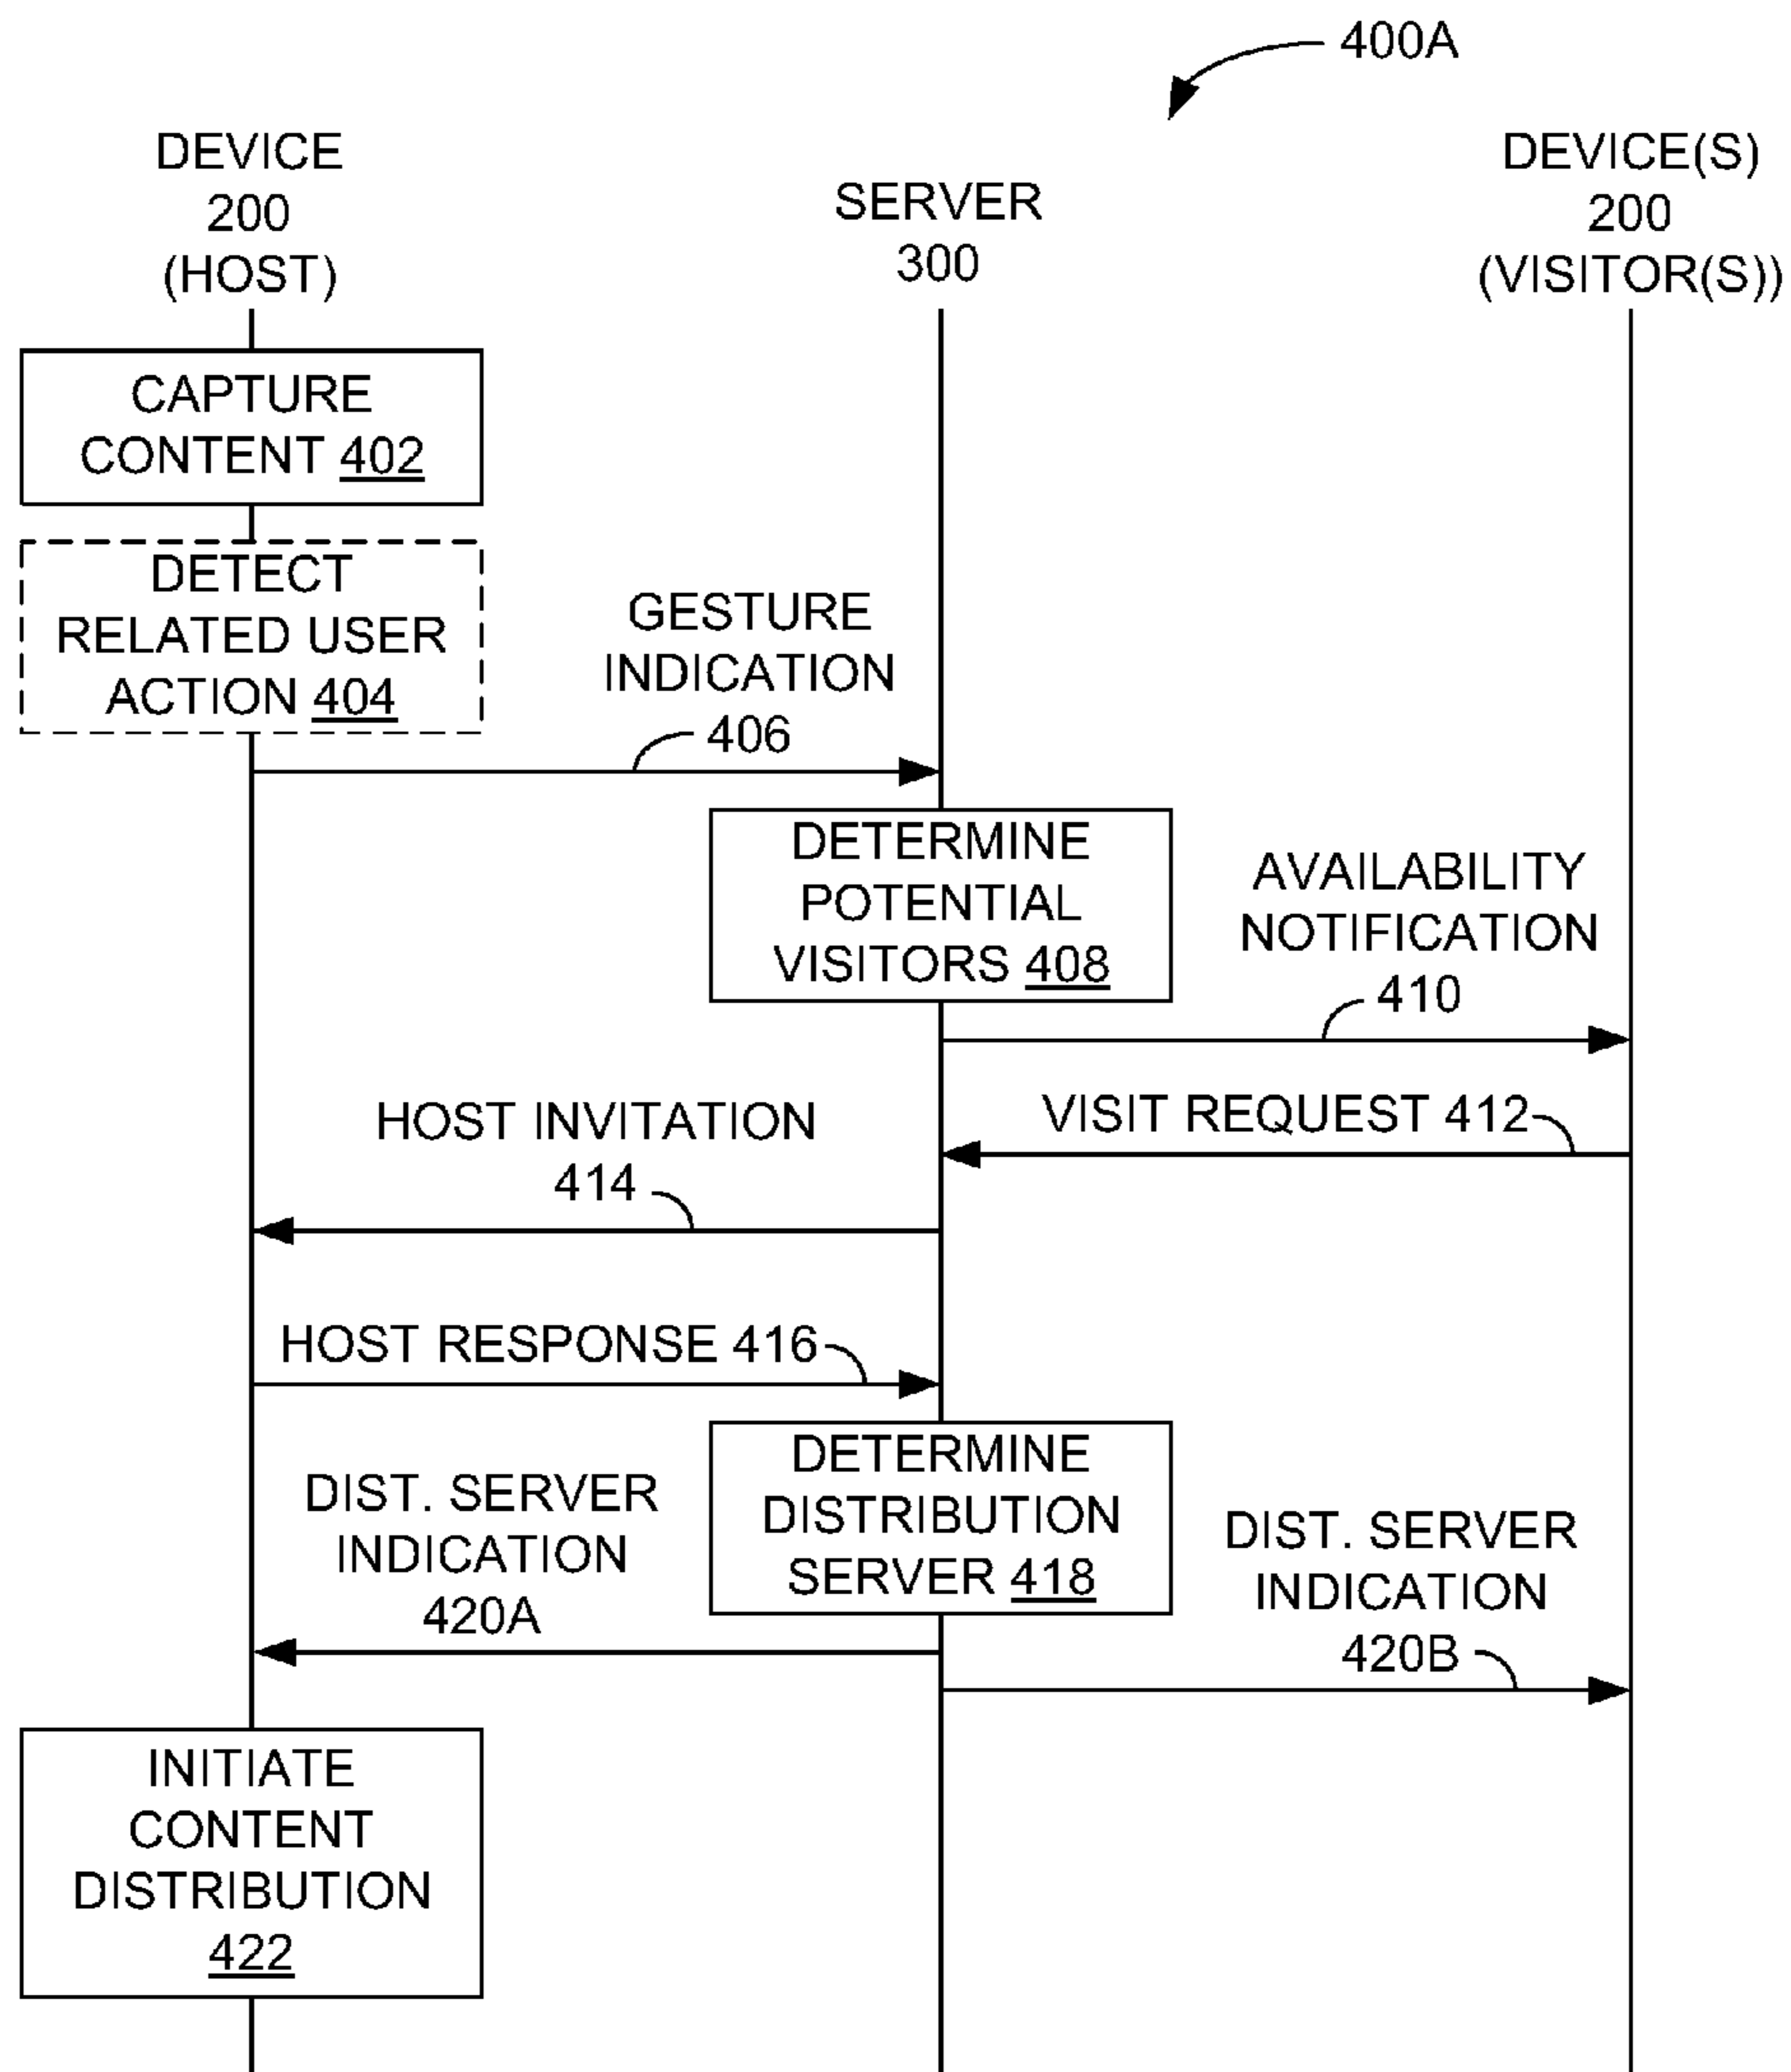 400A
DEVICE
200
(HOST)
SERVER
300
DEVICE(S)
200
(VISITOR(S))
CAPTURE
CONTENT 402
DETECT
RELATED USER
ACTION 404
GESTURE
INDICATION
406
DETERMINE
POTENTIAL
VISITORS 408
AVAILABILITY
NOTIFICATION
410
VISIT REQUEST 412
HOST INVITATION
414
HOST RESPONSE 416
DETERMINE
DISTRIBUTION
SERVER 418
DIST. SERVER
INDICATION
420A
DIST. SERVER
INDICATION
420B
INITIATE
CONTENT
DISTRIBUTION
422